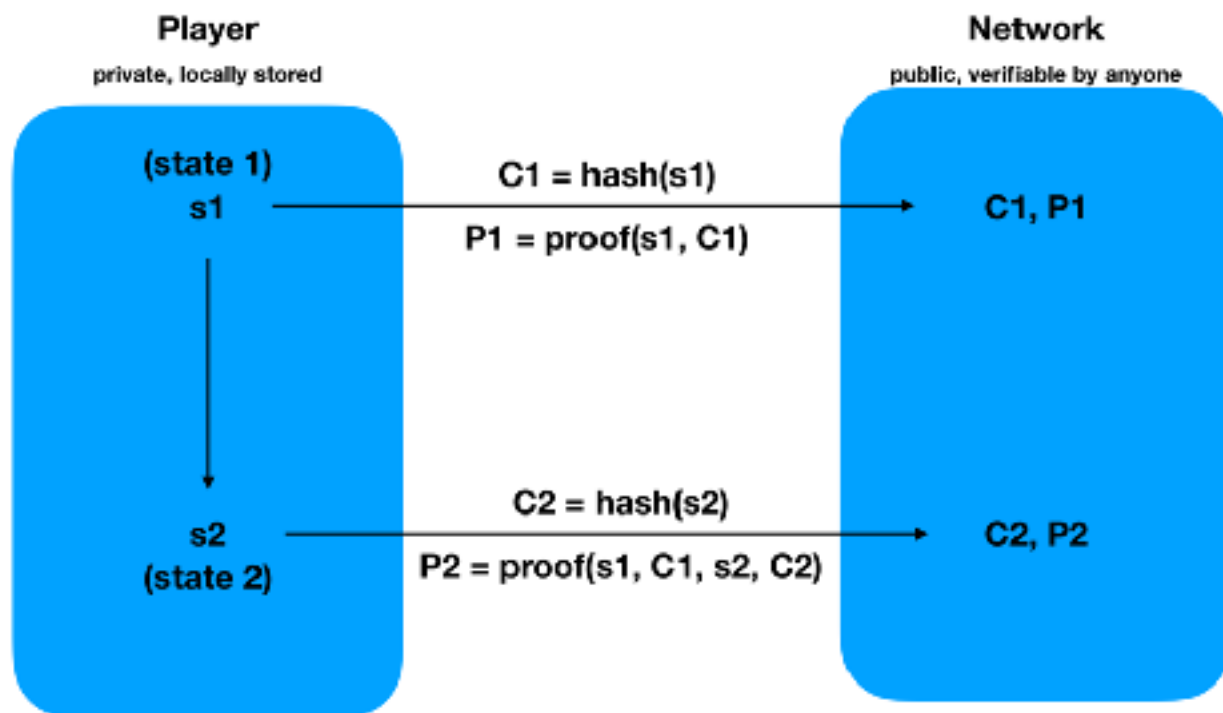 Player
private, locally stored
Network
public, verifiable by anyone
(state 1)
s1
C1 = hash(s1)
P1 = proof(s1, C1)
C1, P1
s2
(state 2)
C2 = hash(s2)
P2 = proof(s1, C1, s2, C2)
C2, P2